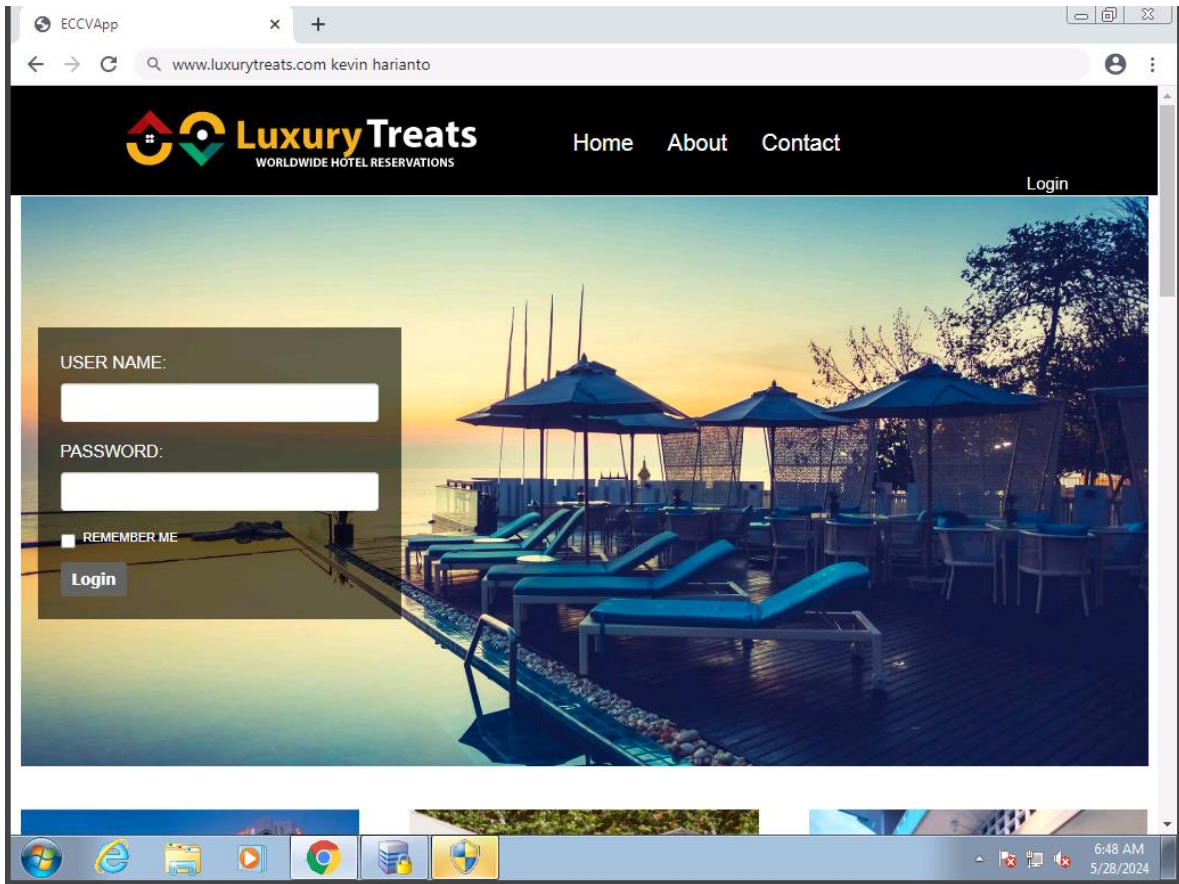 ECCVApp
www.luxurytreats.com kevin harianto
Luxury Treats
WORLDWIDE HOTEL RESERVATIONS
Home About Contact
Login
USER NAME:
PASSWORD:
REMEMBER ME
Login
6:48 AM
5/28/2024